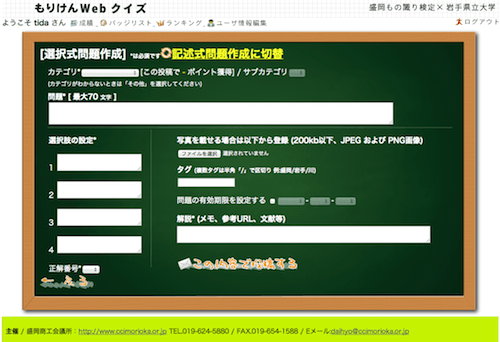 もりけんWeb クイズ
盛岡もの識り検定× 岩手県立大学
ようこそ tida さん 成績 バッジリスト ランキング ユーザ情報編集
ログアウト
[選択式問題作成] *は必須です 記述式問題作成に切替
カテゴリ* [この投稿で - ポイント獲得] / サブカテゴリ
(カテゴリがわからないときは「その他」を選択してください)
問題* [ 最大70 文字 ]
選択肢の設定*
1
2
3
4
正解番号*
← もどる
写真を載せる場合は以下から登録 (200kb以下、JPEG および PNG画像)
ファイルを選択 選択されていません
タグ (複数タグは半角「/」で区切り 例:盛岡/岩手/川)
問題の有効期限を設定する - -
解説* (メモ、参考URL、文献等)
この内容で投稿する
主催 / 盛岡商工会議所：http://www.ccimorioka.or.jp TEL.019-624-5880 / FAX.019-654-1588 / Eメール:daihyo@ccimorioka.or.jp